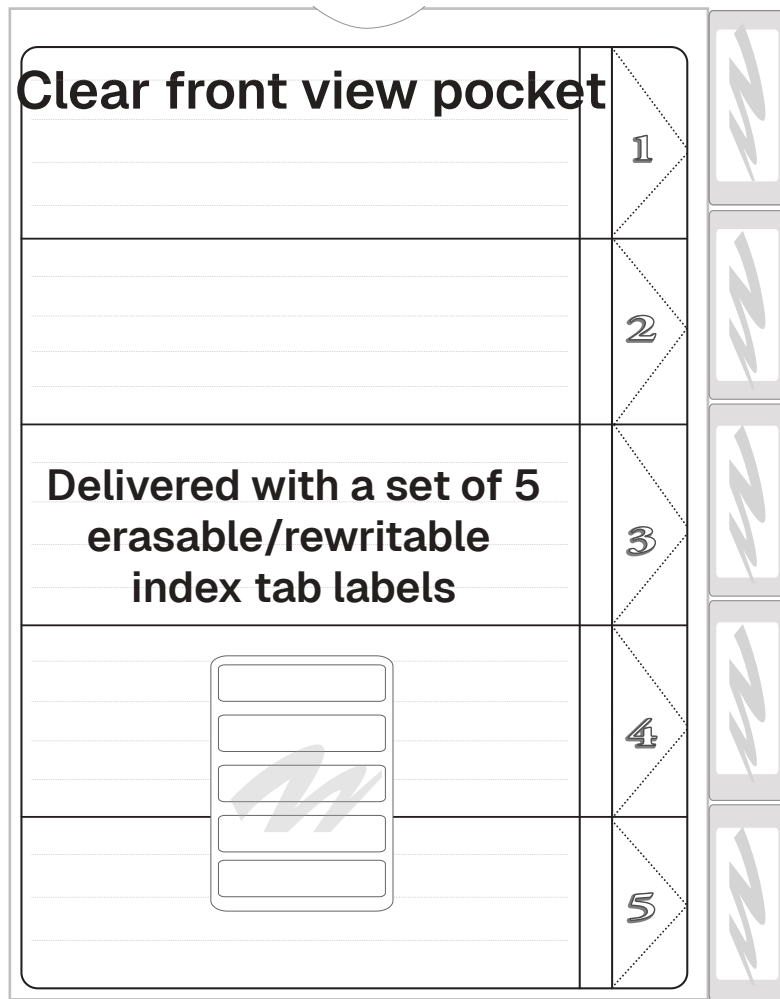 Clear front view pocket
1
2
Delivered with a set of 5
erasable/rewritable
index tab labels
3
4
5